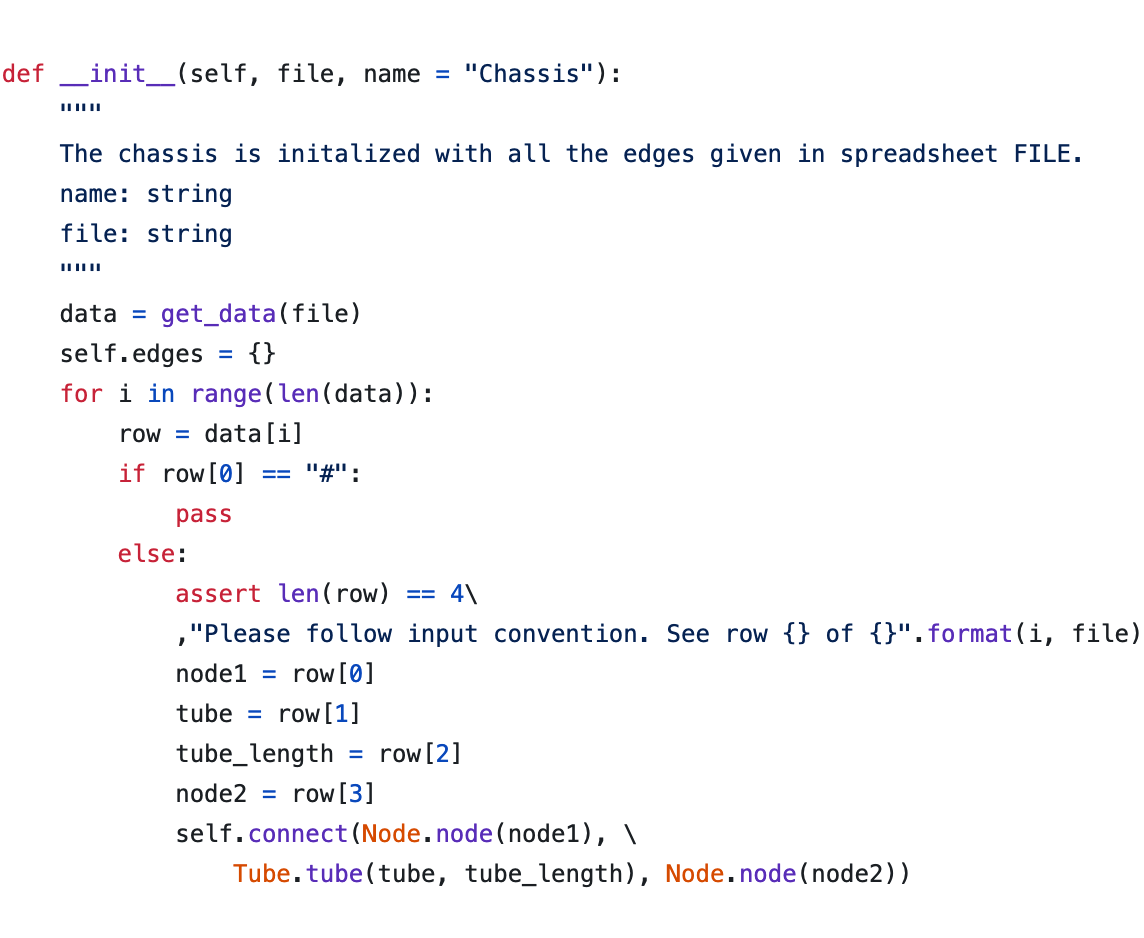 def __init__(self, file, name = "Chassis"):
    """
    The chassis is initalized with all the edges given in spreadsheet FILE.
    name: string
    file: string
    """
    data = get_data(file)
    self.edges = {}
    for i in range(len(data)):
        row = data[i]
        if row[0] == "#":
            pass
        else:
            assert len(row) == 4\
            ,"Please follow input convention. See row {} of {}".format(i, file)
            node1 = row[0]
            tube = row[1]
            tube_length = row[2]
            node2 = row[3]
            self.connect(Node.node(node1), \
                Tube.tube(tube, tube_length), Node.node(node2))